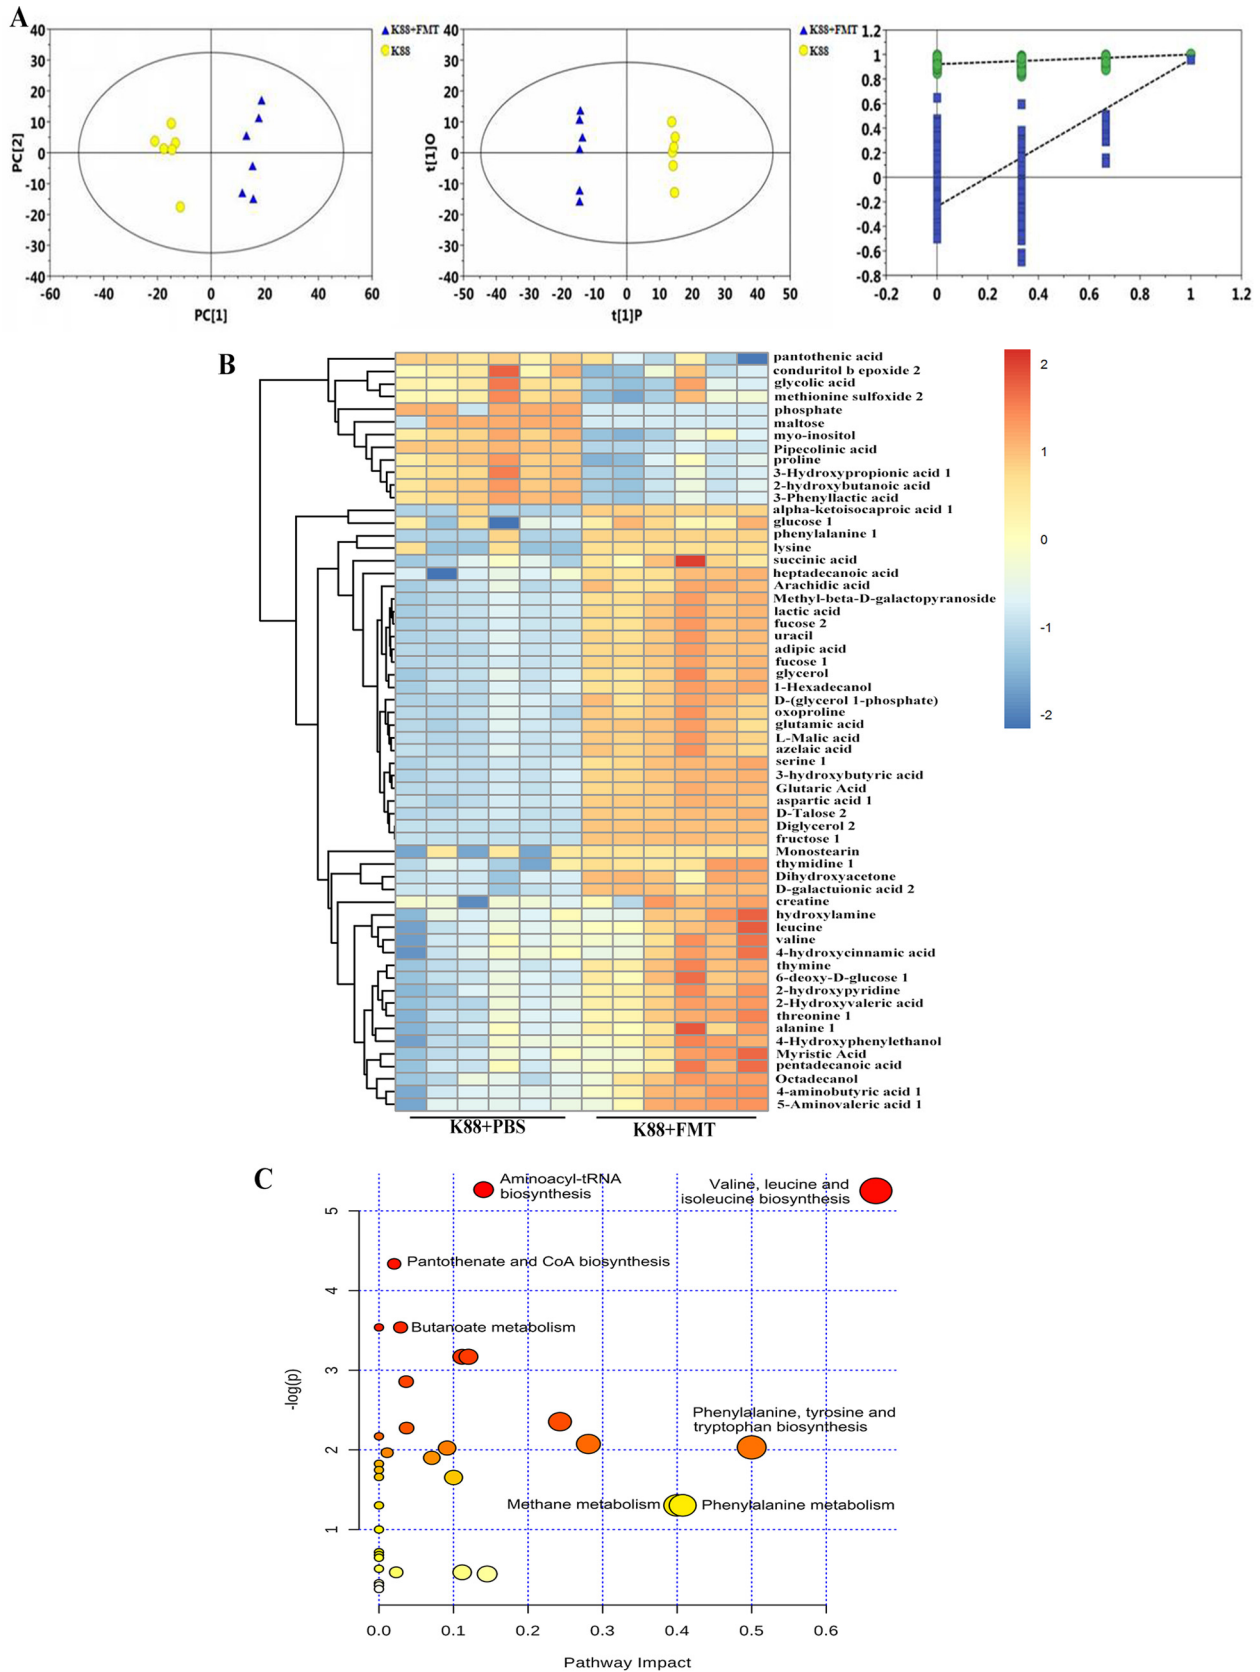 A
K88+FMT
K88
40
30
20
10
0
-10
-20
-30
-40
-60
-40
-20
0
20
40
60
PC[2]
PC[1]
K88+FMT
K88
40
30
20
10
0
-10
-20
-30
-40
-50
-40
-30
-20
-10
0
10
20
30
40
50
t[1]O
t[1]P
1.2
1
0.8
0.6
0.4
0.2
0
-0.2
-0.4
-0.6
-0.8
-0.2
0
0.2
0.4
0.6
0.8
1
1.2
B
pantothenic acid
conduritol b epoxide 2
glycolic acid
methionine sulfoxide 2
phosphate
maltose
myo-inositol
Pipecolinic acid
proline
3-Hydroxypropionic acid 1
2-hydroxybutanoic acid
3-Phenyllactic acid
alpha-ketoisocaproic acid 1
glucose 1
phenylalanine 1
lysine
succinic acid
heptadecanoic acid
Arachidic acid
Methyl-beta-D-galactopyranoside
lactic acid
fucose 2
uracil
adipic acid
fucose 1
glycerol
1-Hexadecanol
D-(glycerol 1-phosphate)
oxoproline
glutamic acid
L-Malic acid
azelaic acid
serine 1
3-hydroxybutyric acid
Glutaric Acid
aspartic acid 1
D-Talose 2
Diglycerol 2
fructose 1
Monostearin
thymidine 1
Dihydroxyacetone
D-galactuionic acid 2
creatine
hydroxylamine
leucine
valine
4-hydroxycinnamic acid
thymine
6-deoxy-D-glucose 1
2-hydroxypyridine
2-Hydroxyvaleric acid
threonine 1
alanine 1
4-Hydroxyphenylethanol
Myristic Acid
pentadecanoic acid
Octadecanol
4-aminobutyric acid 1
5-Aminovaleric acid 1
2
1
0
-1
-2
K88+PBS
K88+FMT
C
Aminoacyl-tRNA
biosynthesis
Valine, leucine and
isoleucine biosynthesis
Pantothenate and CoA biosynthesis
Butanoate metabolism
Phenylalanine, tyrosine and
tryptophan biosynthesis
Methane metabolism
Phenylalanine metabolism
5
4
3
2
1
-log(p)
0.0
0.1
0.2
0.3
0.4
0.5
0.6
Pathway Impact